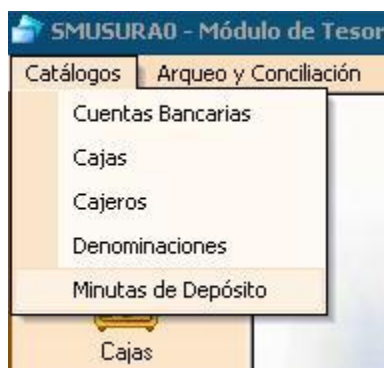 SMUSURA0 - Módulo de Tesor
Catálogos Arqueo y Conciliación
Cuentas Bancarias
Cajas
Cajeros
Denominaciones
Minutas de Depósito
Cajas